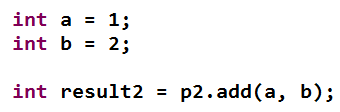 int a = 1;
int b = 2;
int result2 = p2.add(a, b);